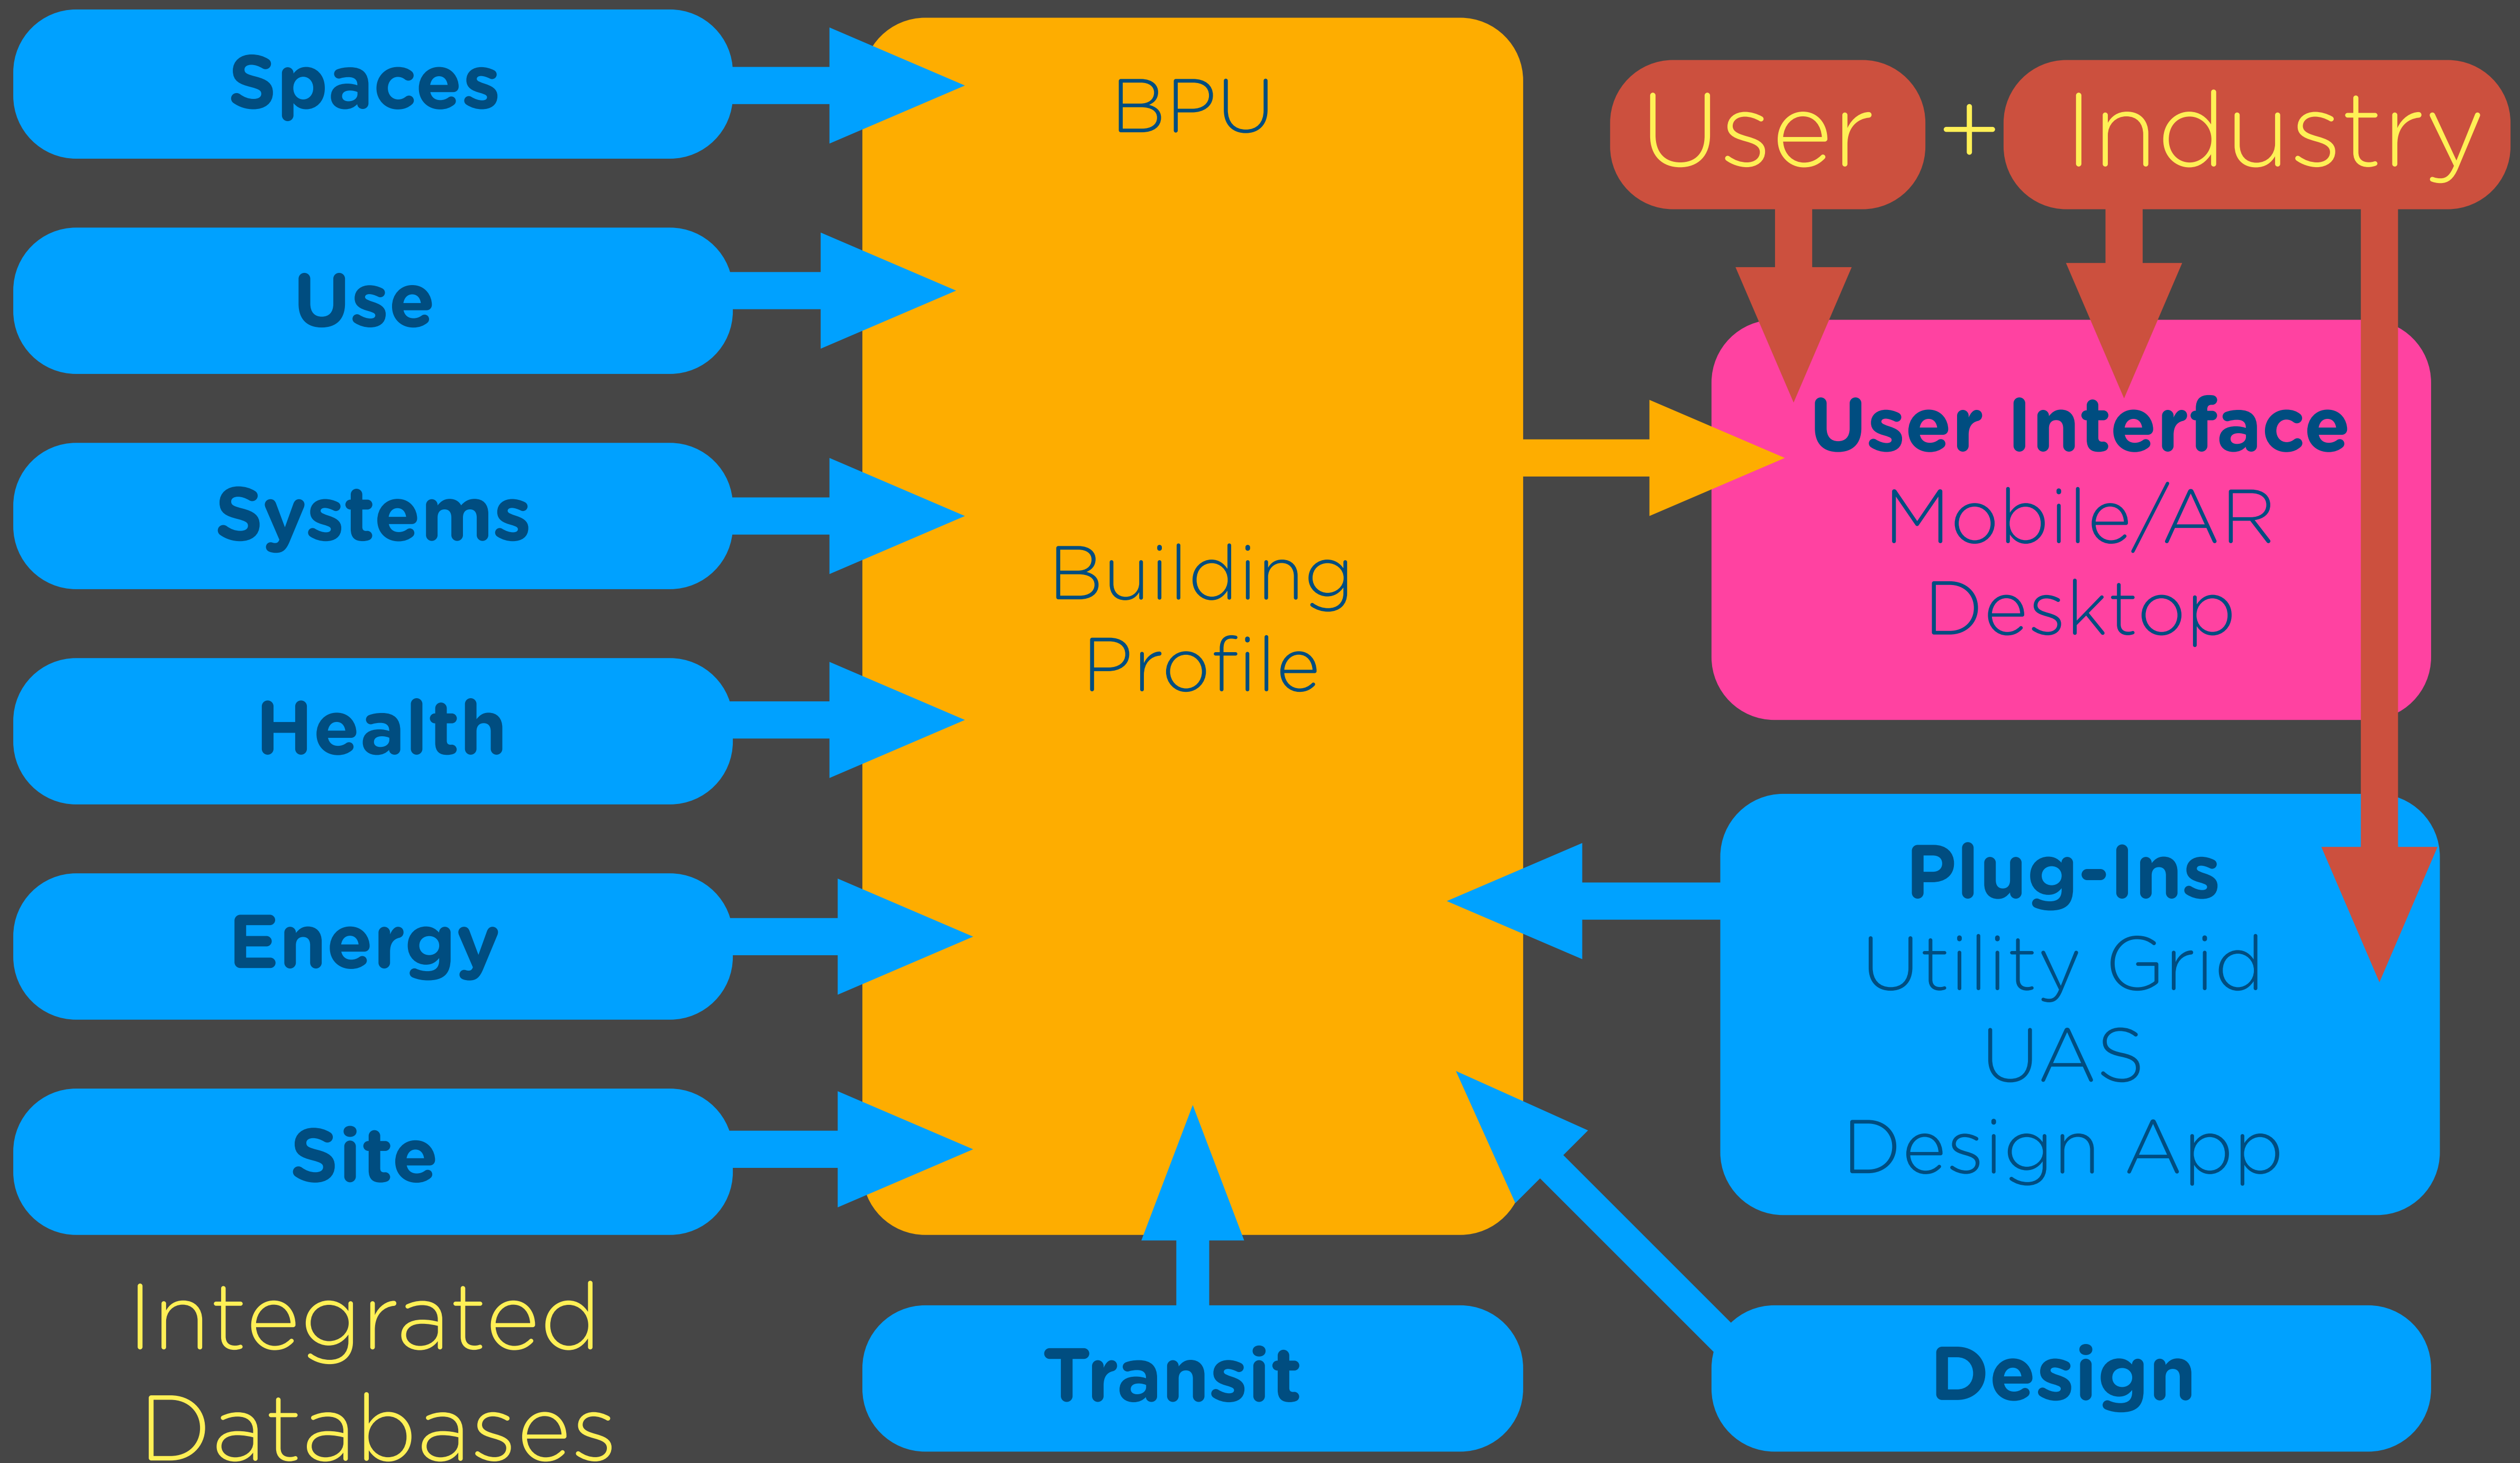 Spaces
Use
Systems
Health
Energy
Site
Integrated
Databases
BPU
Building
Profile
Transit
User + Industry
User Interface
Mobile/AR
Desktop
Plug-Ins
Utility Grid
UAS
Design App
Design